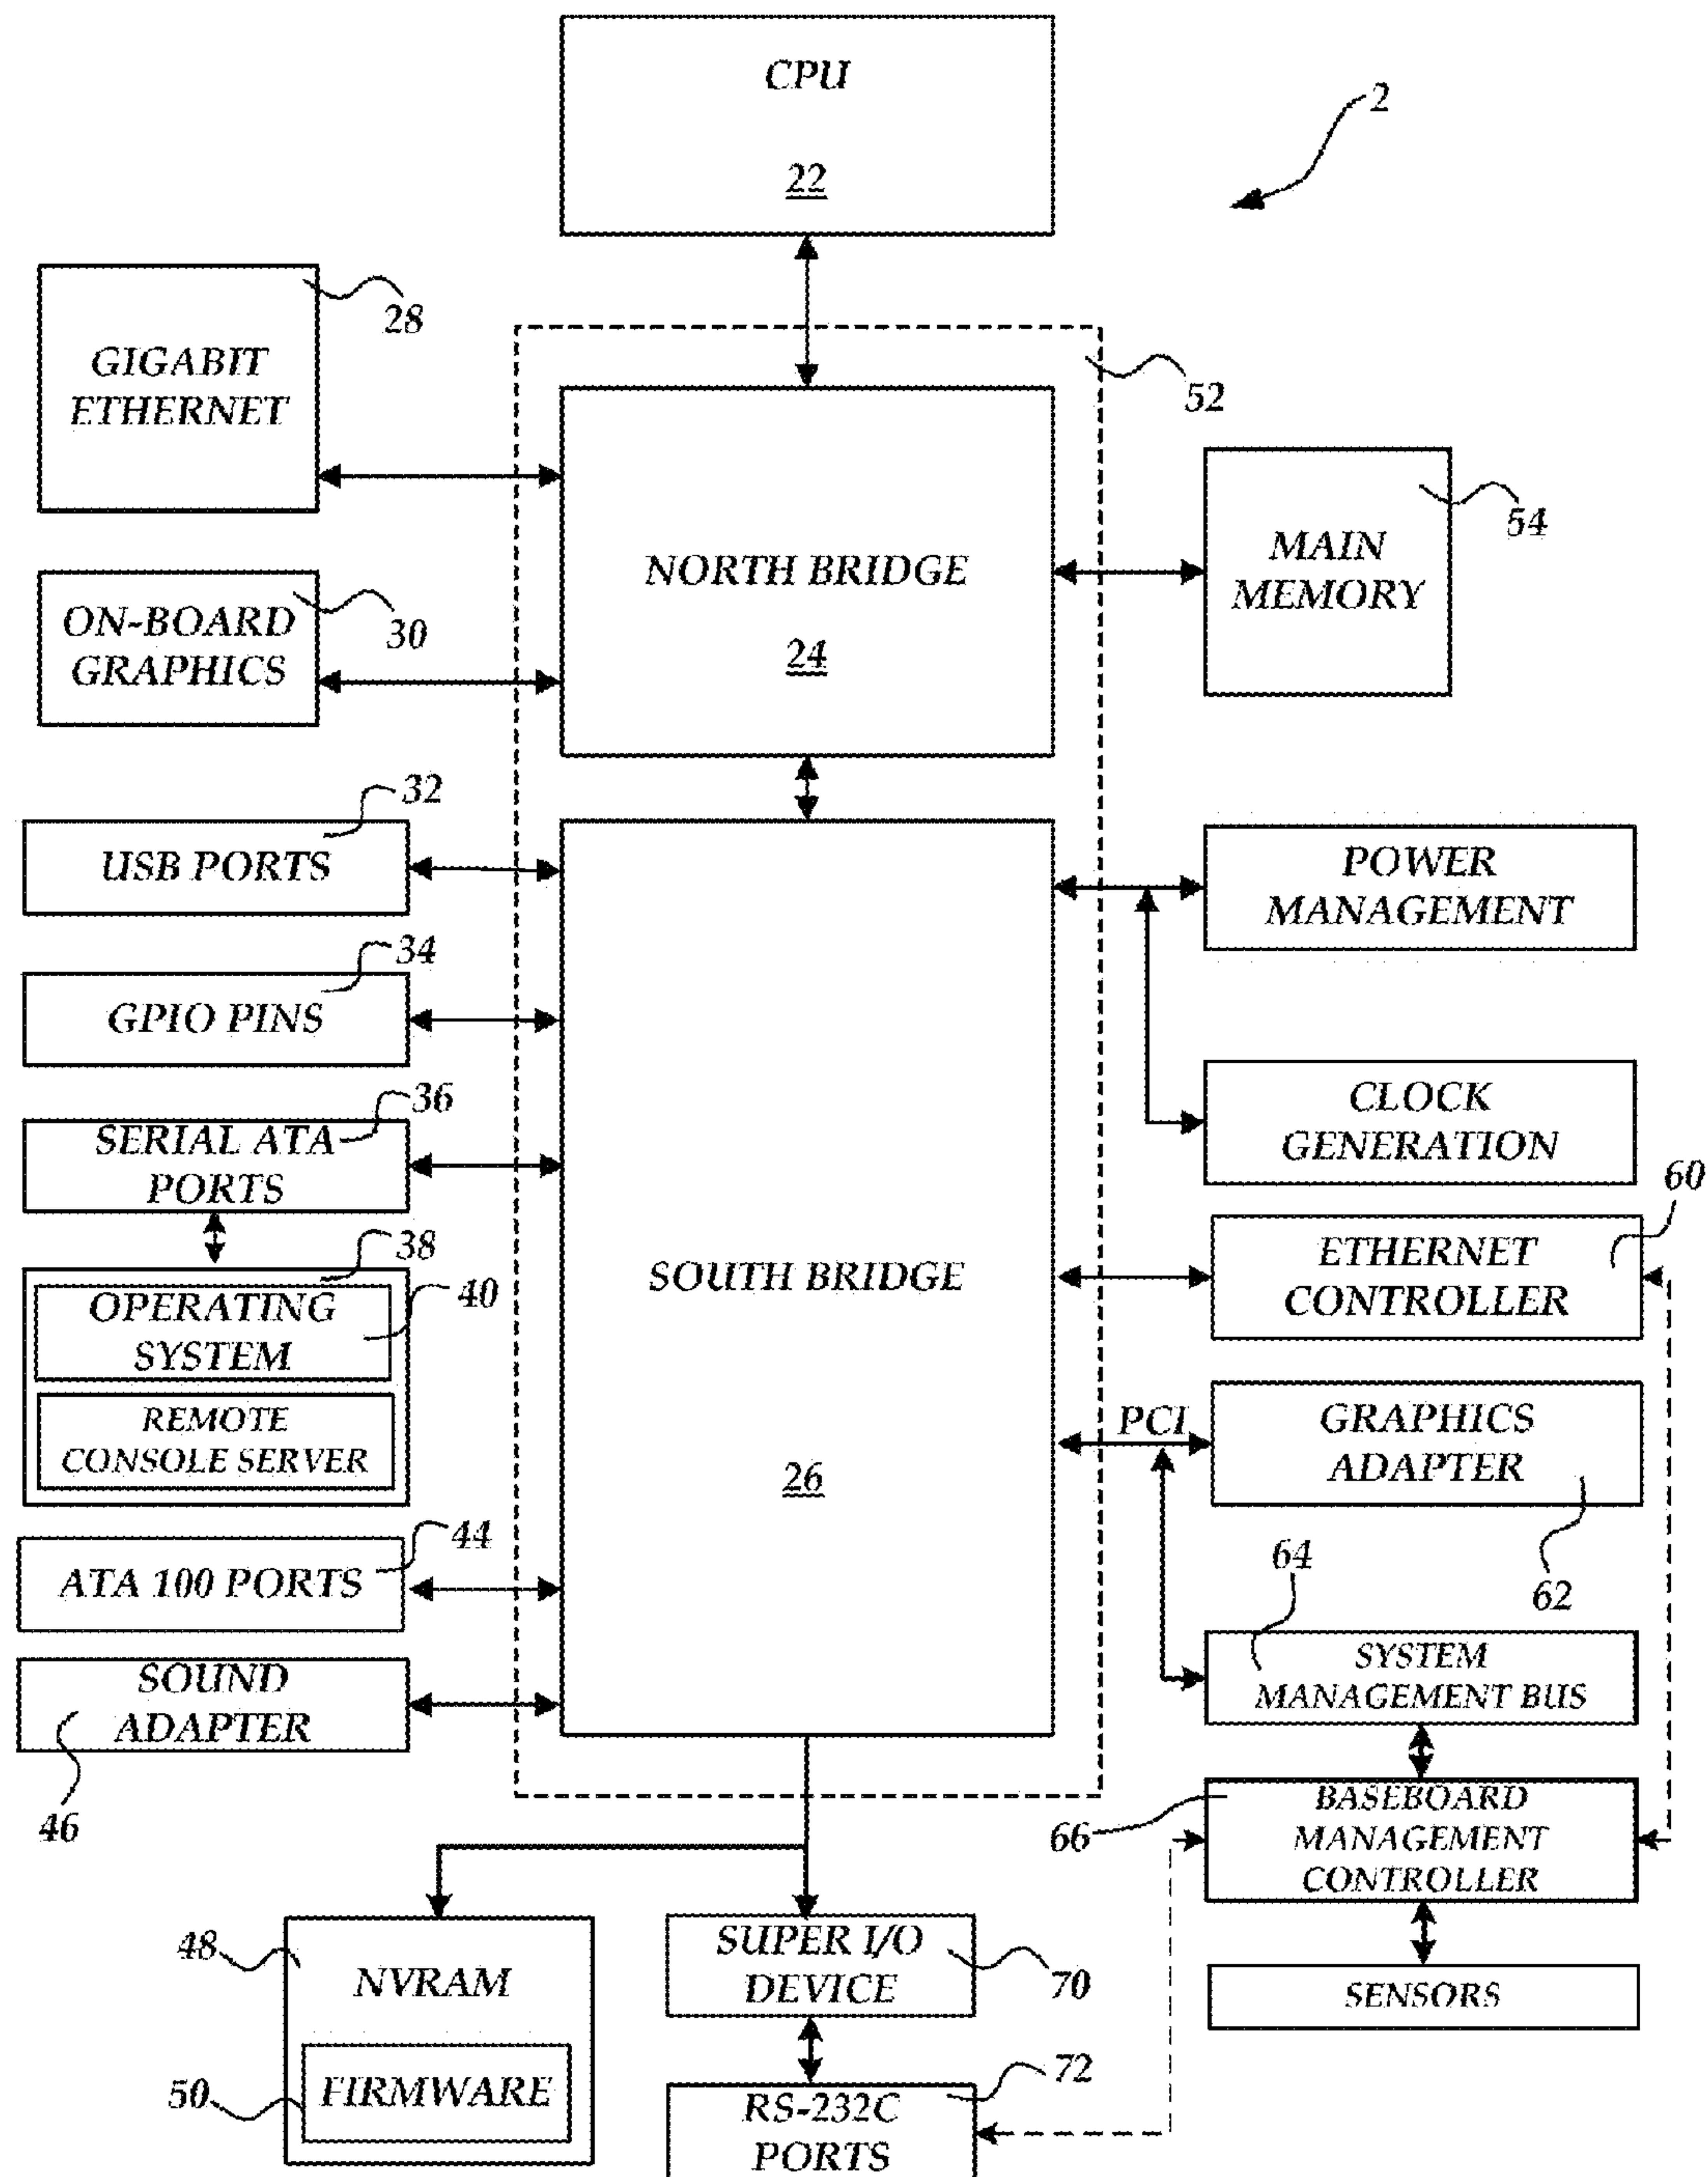 CPU
22
2
GIGABIT
ETHERNET
28
52
NORTH BRIDGE
24
MAIN
MEMORY
54
ON-BOARD
GRAPHICS
30
32
USB PORTS
POWER
MANAGEMENT
34
GPIO PINS
CLOCK
GENERATION
36
SERIAL ATA
PORTS
60
ETHERNET
CONTROLLER
38
OPERATING
SYSTEM
40
SOUTH BRIDGE
26
REMOTE
CONSOLE SERVER
PCI
GRAPHICS
ADAPTER
62
44
ATA 100 PORTS
64
SYSTEM
MANAGEMENT BUS
SOUND
ADAPTER
46
66
BASEBOARD
MANAGEMENT
CONTROLLER
48
NVRAM
SUPER I/O
DEVICE
70
SENSORS
50
FIRMWARE
72
RS-232C
PORTS